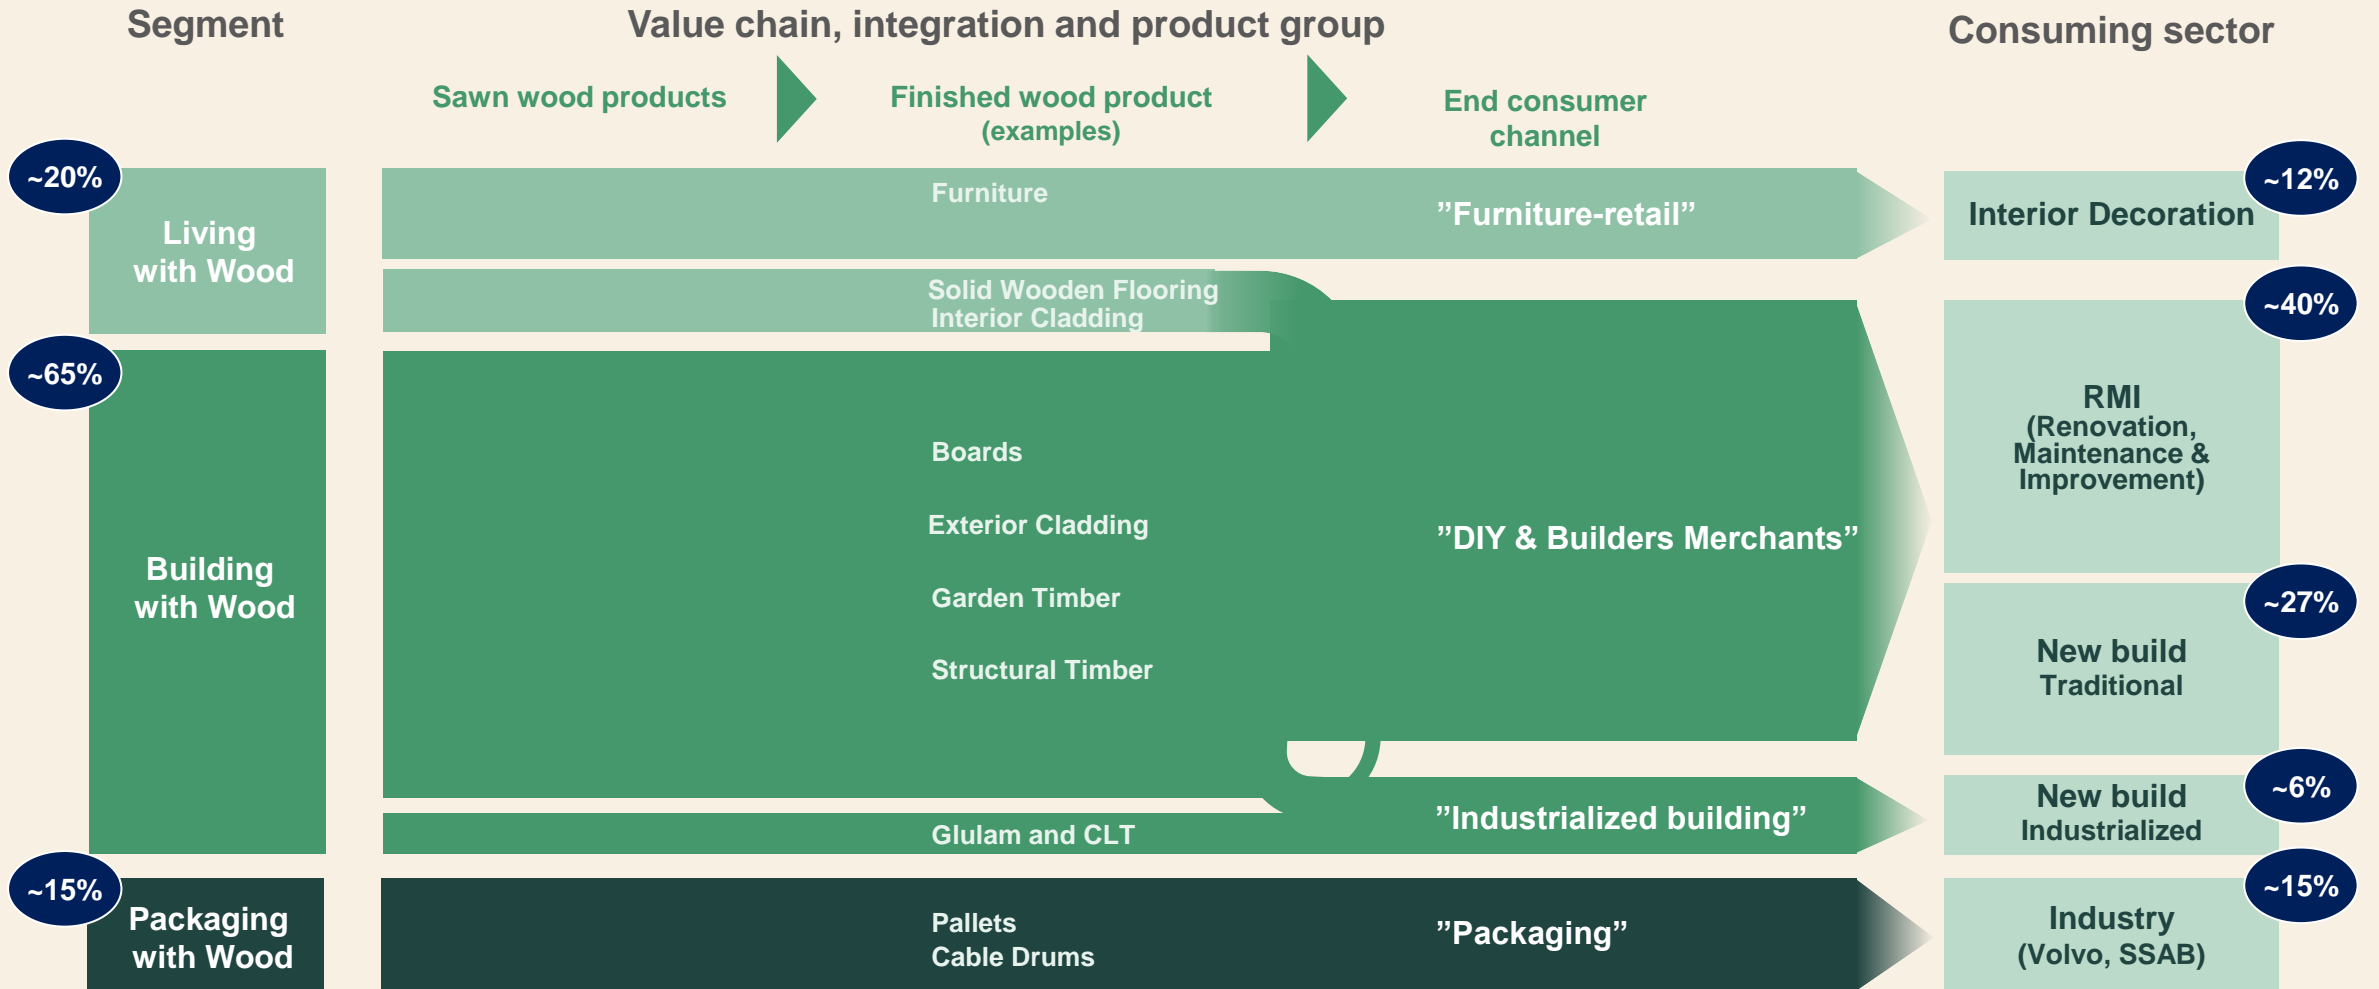 Segment
Value chain, integration and product group
Consuming sector
Sawn wood products
Finished wood product
(examples)
End consumer
channel
~20%
Living
with Wood
Furniture
”Furniture-retail”
Interior Decoration
~12%
Solid Wooden Flooring
Interior Cladding
~65%
Building
with Wood
Boards
Exterior Cladding
Garden Timber
Structural Timber
”DIY & Builders Merchants”
~40%
RMI
(Renovation,
Maintenance &
Improvement)
~27%
New build
Traditional
Glulam and CLT
”Industrialized building”
~6%
New build
Industrialized
~15%
Packaging
with Wood
Pallets
Cable Drums
”Packaging”
~15%
Industry
(Volvo, SSAB)